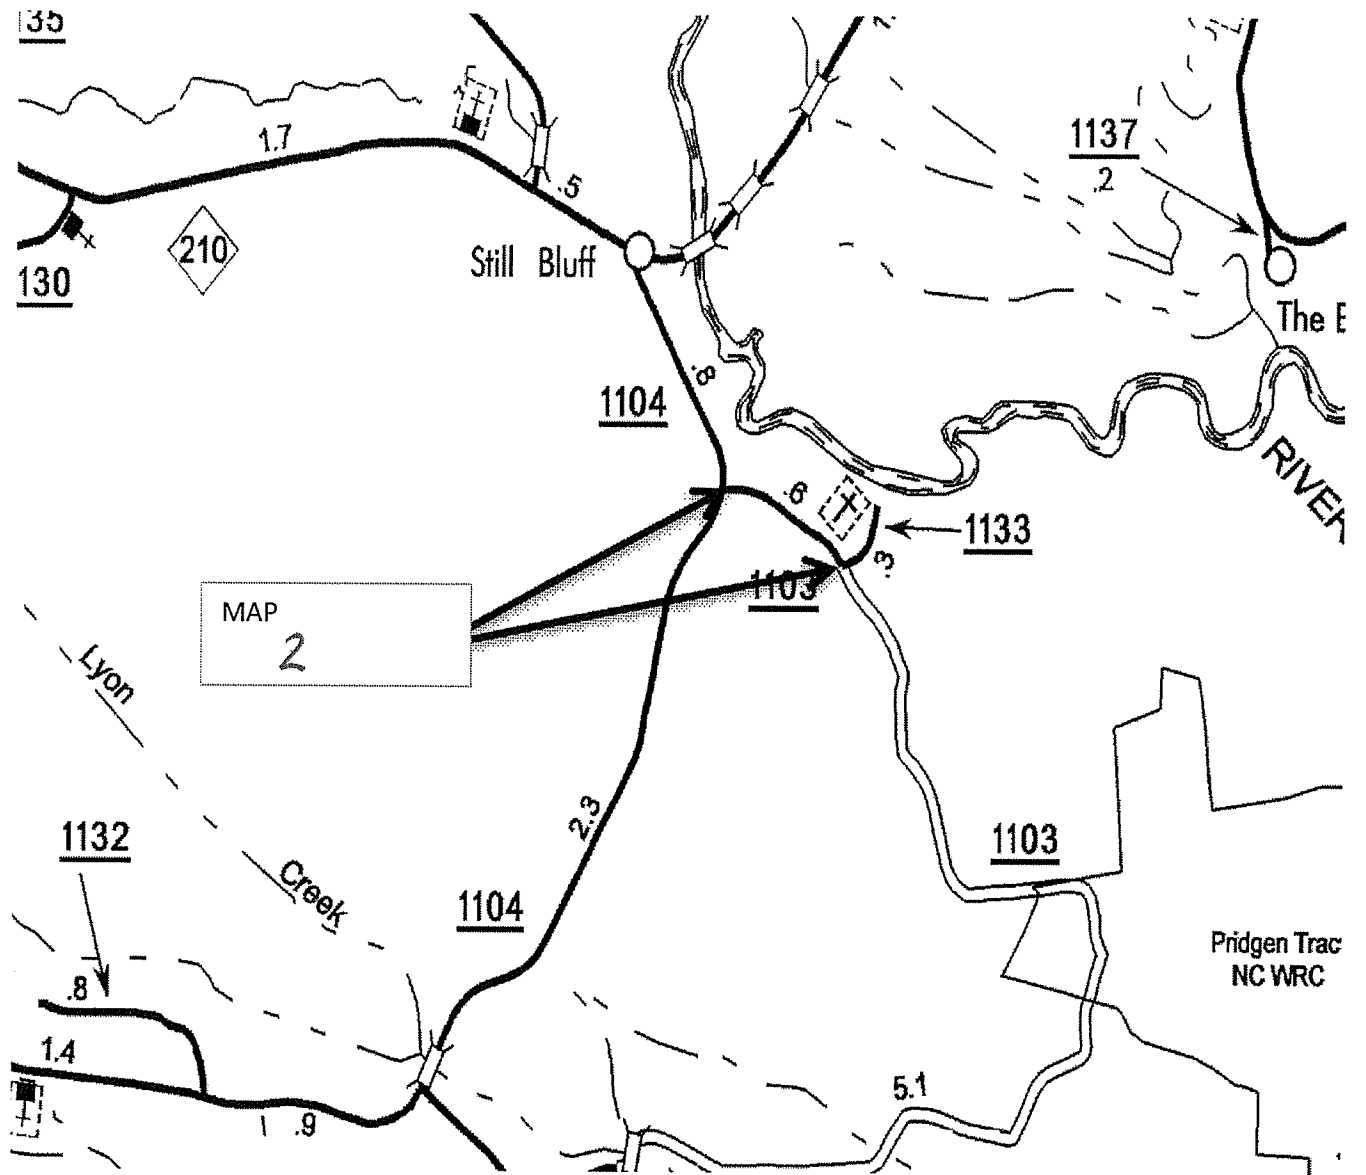 1.7
.5
210
Still Bluff
130
1137
.2
The
.8
1104
RIVER
.6
1133
.3
1103
MAP
2
Lyon
Creek
2.3
1132
1104
1103
Pridgen Trac
NC WRC
.8
1.4
.9
5.1